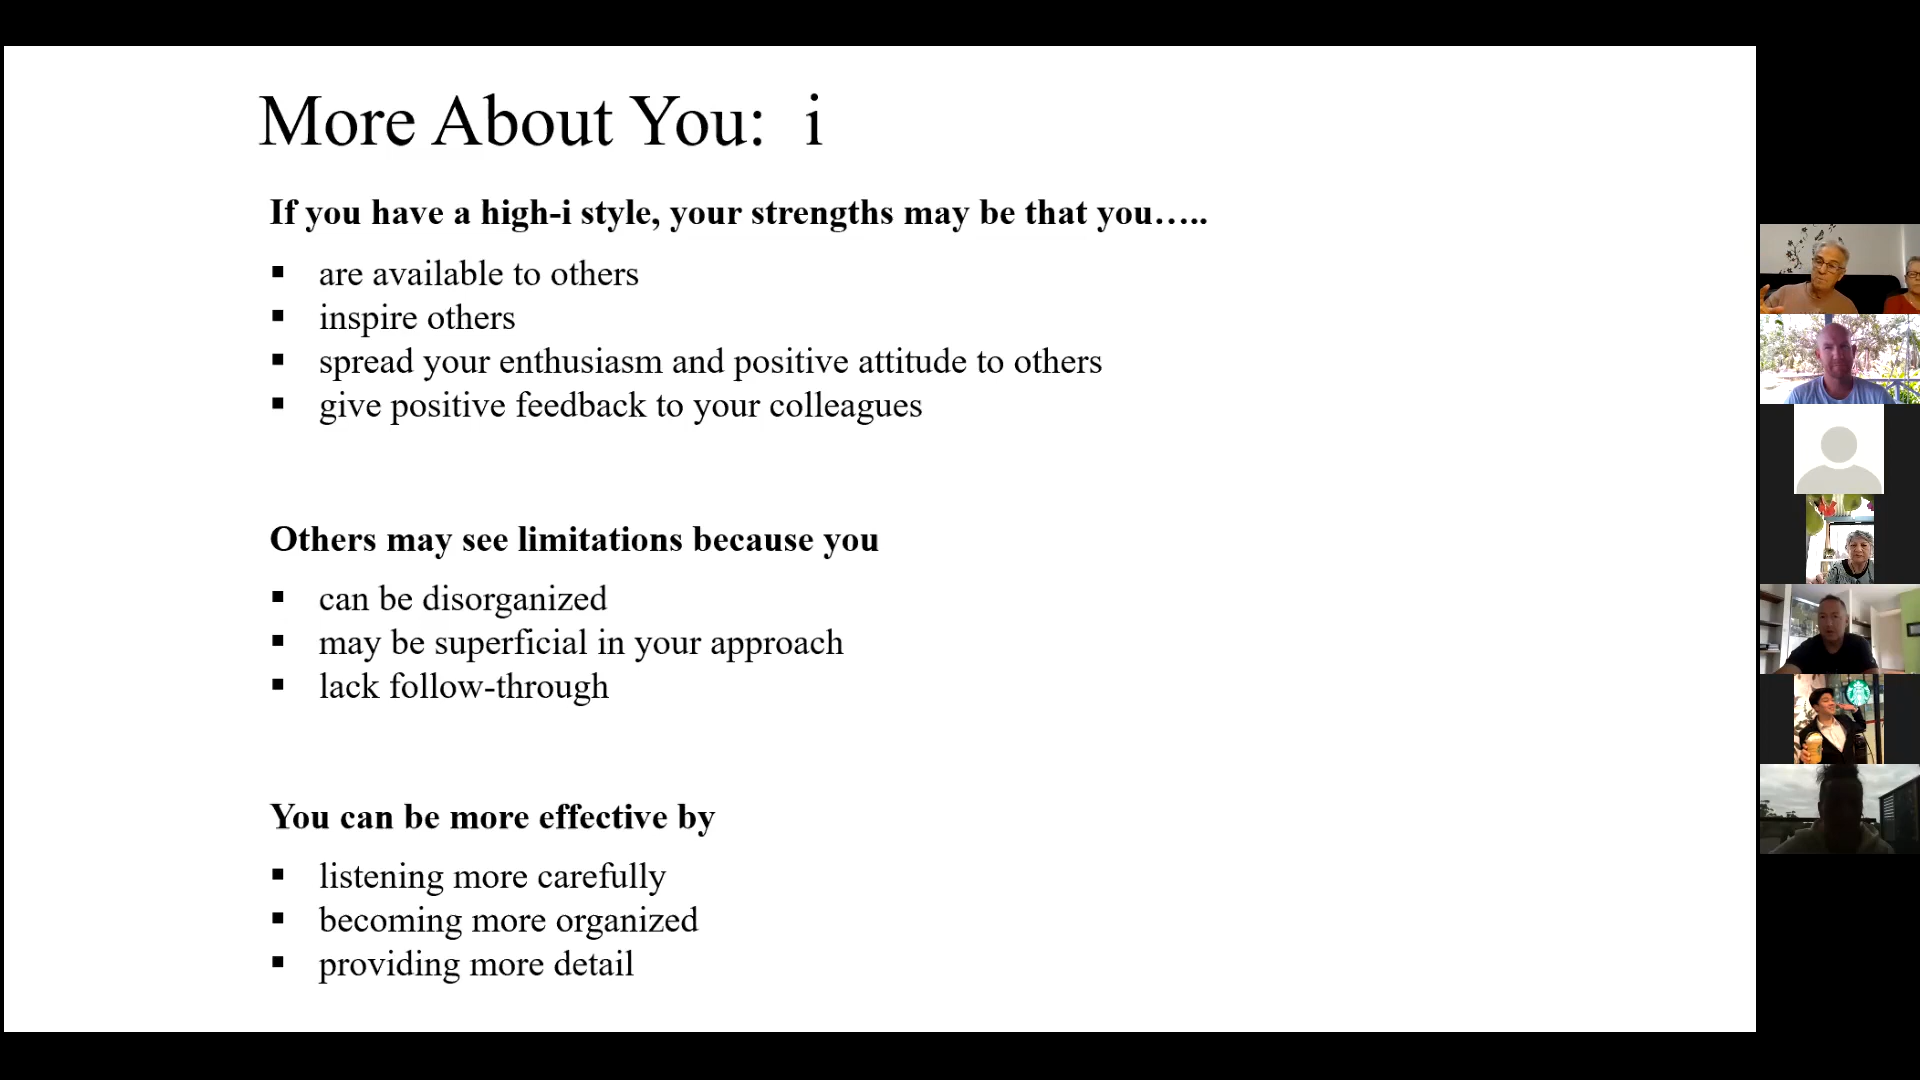 More About You:  i
If you have a high-i style, your strengths may be that you…..
▪ are available to others
▪ inspire others
▪ spread your enthusiasm and positive attitude to others
▪ give positive feedback to your colleagues
Others may see limitations because you
▪ can be disorganized
▪ may be superficial in your approach
▪ lack follow-through
You can be more effective by
▪ listening more carefully
▪ becoming more organized
▪ providing more detail